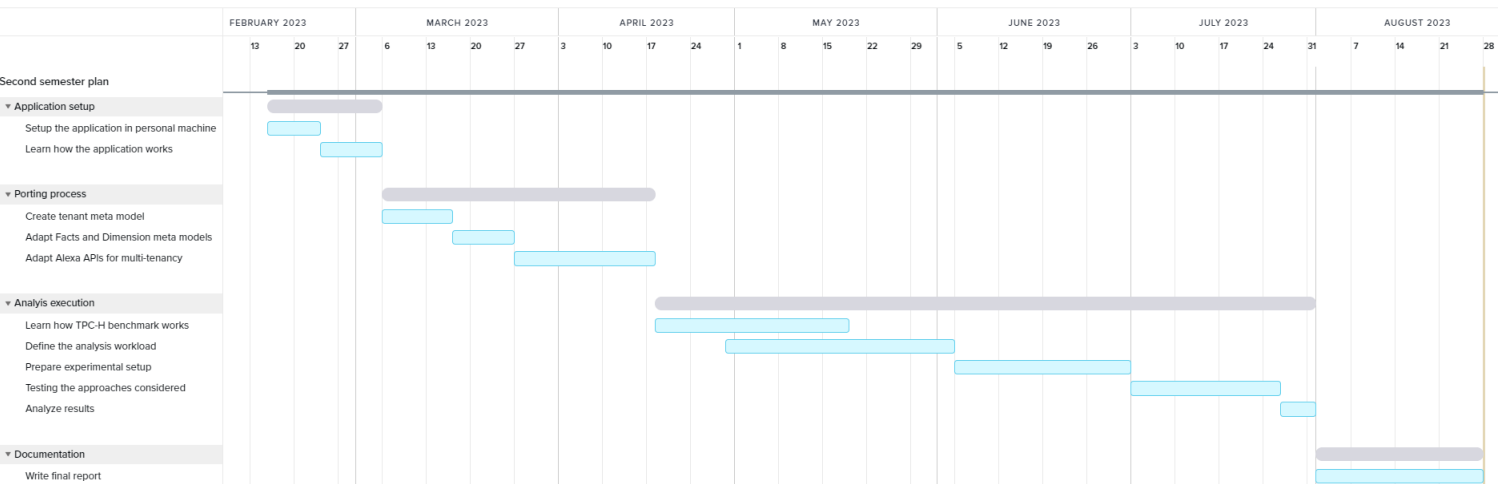 FEBRUARY 2023 MARCH 2023 APRIL 2023 MAY 2023 JUNE 2023 JULY 2023 AUGUST 2023
13 20 27 6 13 20 27 3 10 17 24 1 8 15 22 29 5 12 19 26 3 10 17 24 31 7 14 21 28
Second semester plan
Application setup
Setup the application in personal machine
Learn how the application works
Porting process
Create tenant meta model
Adapt Facts and Dimension meta models
Adapt Alexa APIs for multi-tenancy
Analyis execution
Learn how TPC-H benchmark works
Define the analysis workload
Prepare experimental setup
Testing the approaches considered
Analyze results
Documentation
Write final report